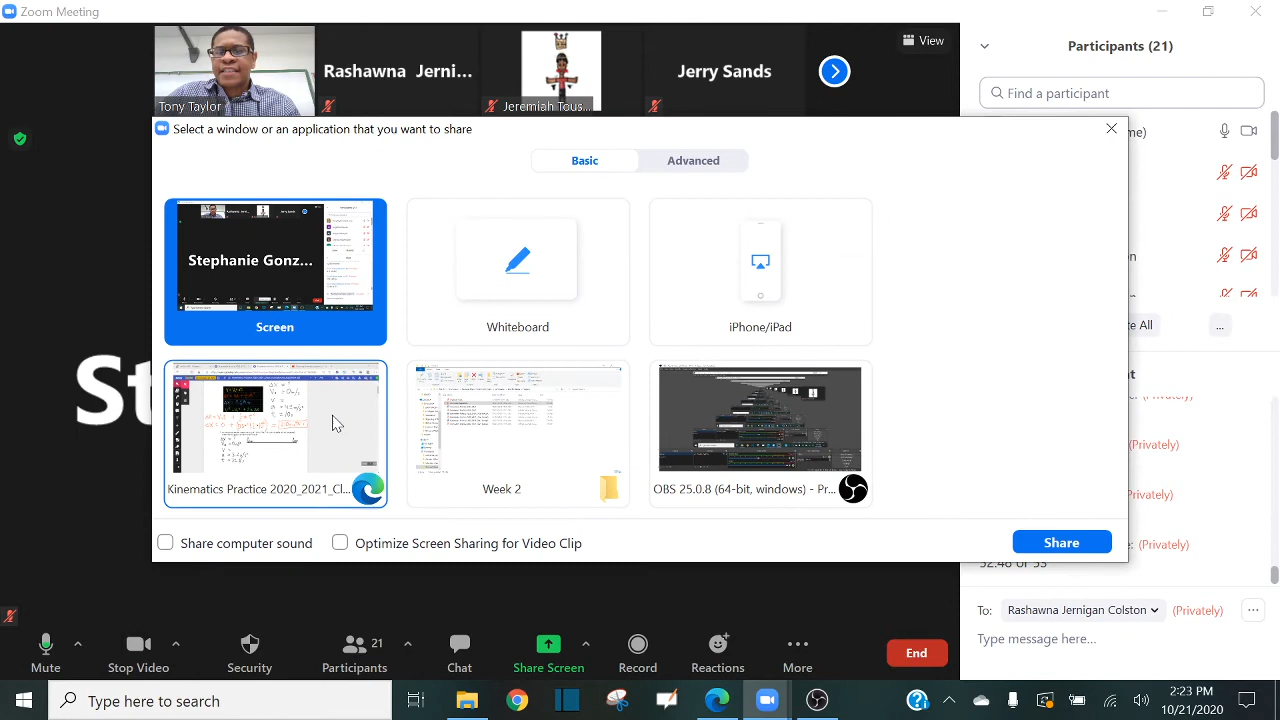 Zoom Meeting
Tony Taylor
Rashawna Jerni...
Jeremiah Tous...
Jerry Sands
View
Participants (21)
Find a participant
me)
Select a window or an application that you want to share
Basic
Advanced
Stephanie Gonz...
Screen
Whiteboard
iPhone/iPad
Kinematics Practice 2020_2021_Cl...
Week 2
OBS 25.0.8 (64-bit, windows) - Pr...
Share computer sound
Optimize Screen Sharing for Video Clip
Share
St
n
All
...
(Privately)
Privately)
(Privately)
To:
Rashawna Jernigan Colston
(Privately)
Type message here...
Mute
Stop Video
Security
21
Participants
Chat
Share Screen
Record
Reactions
More
End
Type here to search
2:23 PM
10/21/2020